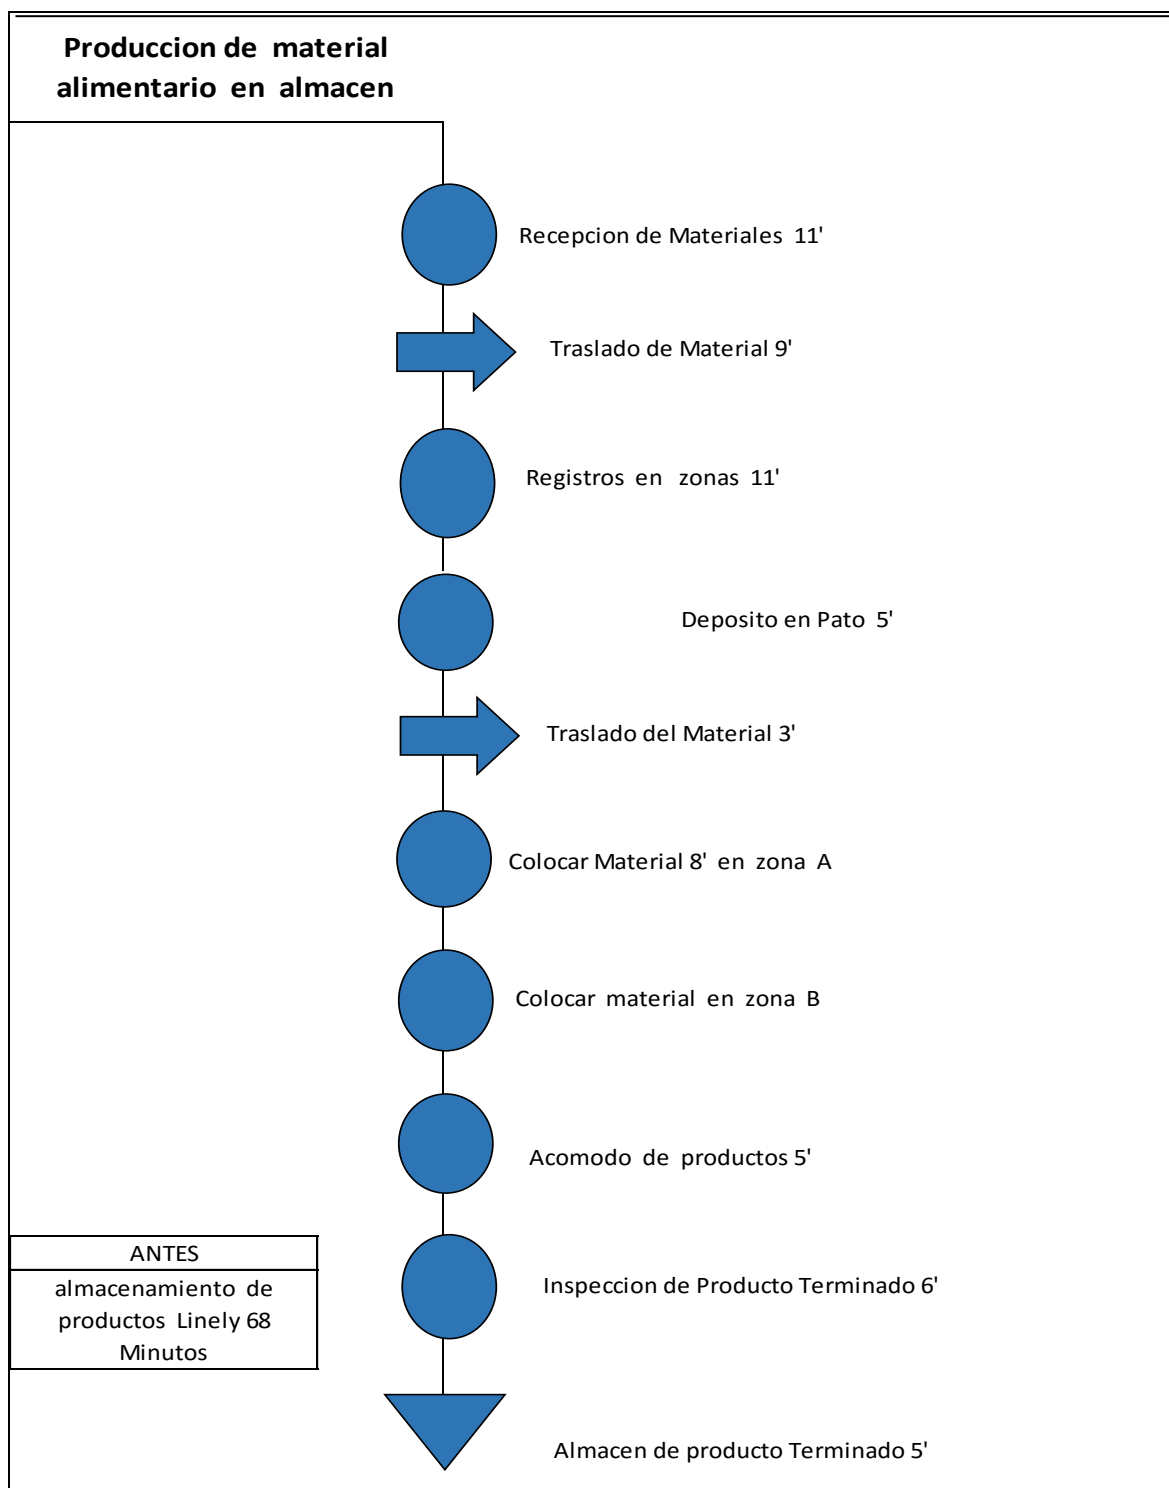 Produccion de material
alimentario en almacen
Recepcion de Materiales 11'
Traslado de Material 9'
Registros en zonas 11'
Deposito en Pato 5'
Traslado del Material 3'
Colocar Material 8' en zona A
Colocar material en zona B
Acomodo de productos 5'
ANTES
almacenamiento de
productos Linely 68
Minutos
Inspeccion de Producto Terminado 6'
Almacen de producto Terminado 5'